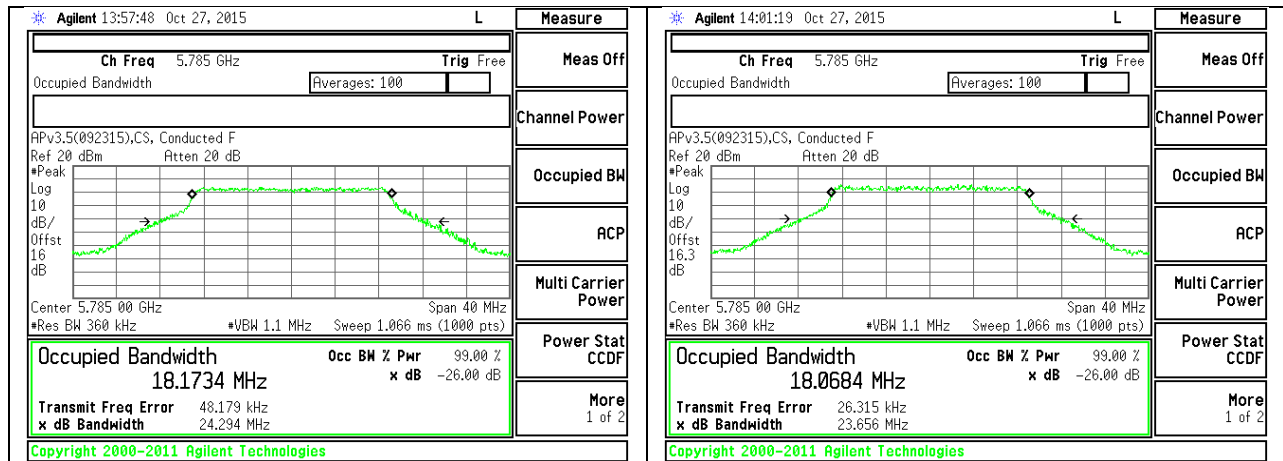 Agilent 13:57:48 Oct 27, 2015 L
Measure
Ch Freq 5.785 GHz Trig Free
Occupied Bandwidth Averages: 100
APv3.5(092315),CS, Conducted F
Ref 20 dBm Atten 20 dB
#Peak
Log
10
dB/
Offst
16
dB
Center 5.785 00 GHz Span 40 MHz
#Res BW 360 kHz #VBW 1.1 MHz Sweep 1.066 ms (1000 pts)
Occupied Bandwidth Occ BW % Pwr 99.00 %
18.1734 MHz x dB -26.00 dB
Transmit Freq Error 48.179 kHz
x dB Bandwidth 24.294 MHz
Copyright 2000-2011 Agilent Technologies
Meas Off
Channel Power
Occupied BW
ACP
Multi Carrier
Power
Power Stat
CCDF
More
1 of 2
Agilent 14:01:19 Oct 27, 2015 L
Measure
Ch Freq 5.785 GHz Trig Free
Occupied Bandwidth Averages: 100
APv3.5(092315),CS, Conducted F
Ref 20 dBm Atten 20 dB
#Peak
Log
10
dB/
Offst
16.3
dB
Center 5.785 00 GHz Span 40 MHz
#Res BW 360 kHz #VBW 1.1 MHz Sweep 1.066 ms (1000 pts)
Occupied Bandwidth Occ BW % Pwr 99.00 %
18.0684 MHz x dB -26.00 dB
Transmit Freq Error 26.315 kHz
x dB Bandwidth 23.656 MHz
Copyright 2000-2011 Agilent Technologies
Meas Off
Channel Power
Occupied BW
ACP
Multi Carrier
Power
Power Stat
CCDF
More
1 of 2